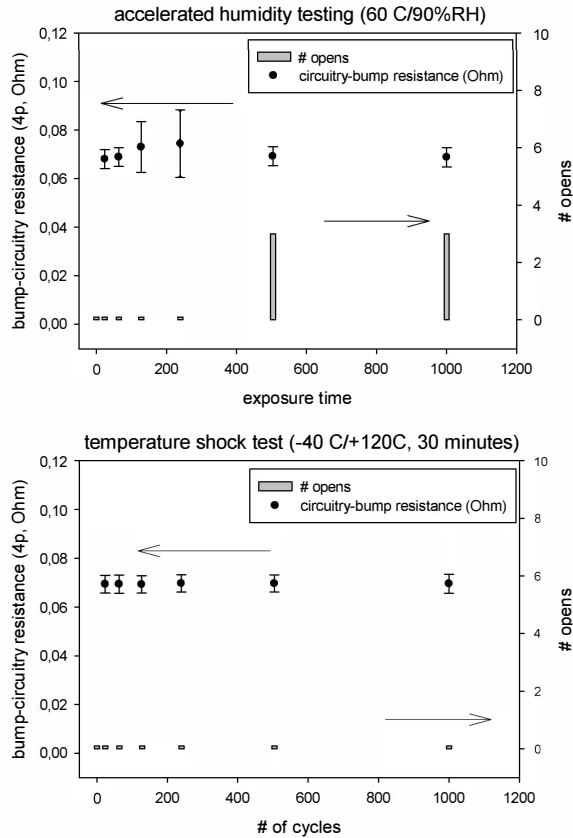 accelerated humidity testing (60 C/90%RH)
bump-circuitry resistance (4p, Ohm)
0,12
0,10
0,08
0,06
0,04
0,02
0,00
# opens
circuitry-bump resistance (Ohm)
10
8
6
4
2
0
# opens
0 200 400 600 800 1000 1200
exposure time
temperature shock test (-40 C/+120C, 30 minutes)
bump-circuitry resistance (4p, Ohm)
0,12
0,10
0,08
0,06
0,04
0,02
0,00
# opens
circuitry-bump resistance (Ohm)
10
8
6
4
2
0
# opens
0 200 400 600 800 1000 1200
# of cycles